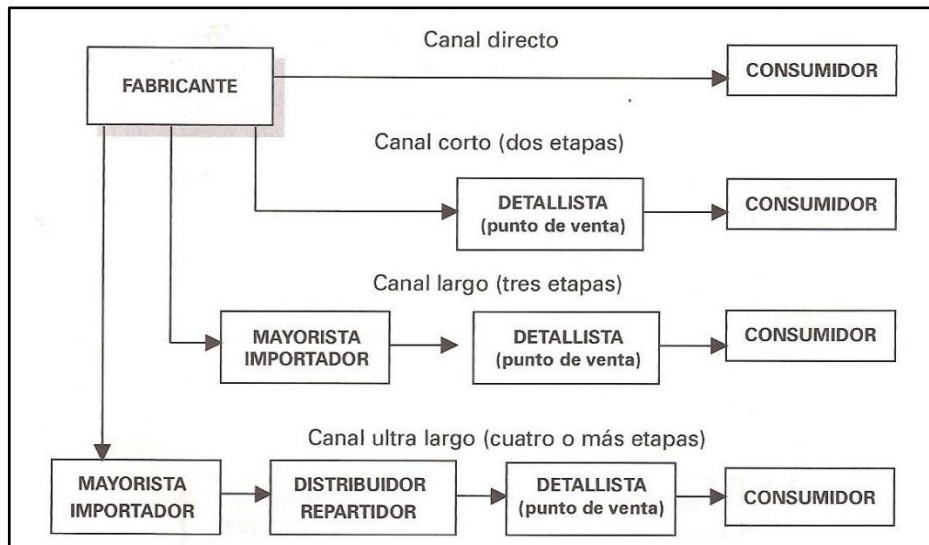 Canal directo
FABRICANTE
CONSUMIDOR
Canal corto (dos etapas)
DETALLISTA
(punto de venta)
CONSUMIDOR
Canal largo (tres etapas)
MAYORISTA
IMPORTADOR
DETALLISTA
(punto de venta)
CONSUMIDOR
Canal ultra largo (cuatro o más etapas)
MAYORISTA
IMPORTADOR
DISTRIBUIDOR
REPARTIDOR
DETALLISTA
(punto de venta)
CONSUMIDOR